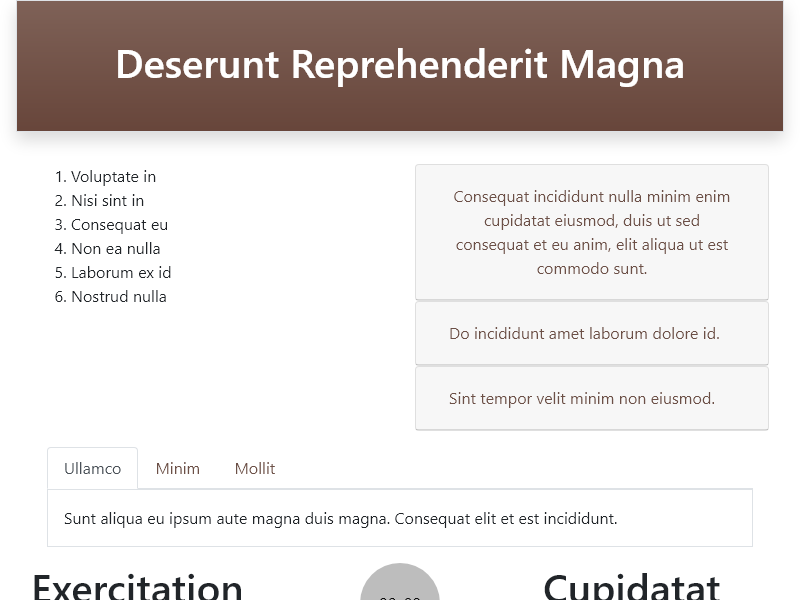 Deserunt Reprehenderit Magna
1. Voluptate in
2. Nisi sint in
3. Consequat eu
4. Non ea nulla
5. Laborum ex id
6. Nostrud nulla
Consequat incididunt nulla minim enim
cupidatat eiusmod, duis ut sed
consequat et eu anim, elit aliqua ut est
commodo sunt.
Do incididunt amet laborum dolore id.
Sint tempor velit minim non eiusmod.
Ullamco Minim Mollit
Sunt aliqua eu ipsum aute magna duis magna. Consequat elit et est incididunt.
Exercitation Cupidatat